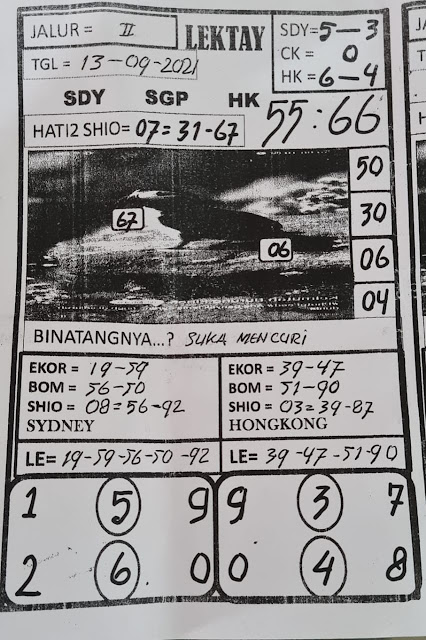 JALUR = II
LEKTAY
SDY=5-3
CK = 0
HK=6-4
TGL = 13-09-2021
SDY SGP HK
55:66
HATI2 SHIO= 07=31-67
50
30
06
04
67
06
BINATANGNYA...? SUKA MENCURI
EKOR = 19-59
BOM = 56-50
SHIO = 08=56-92
SYDNEY
EKOR = 39-47
BOM = 51-90
SHIO = 03=39-87
HONGKONG
LE= 19-59-56-50-92
LE= 39-47-51-90
1 5 9 9 3 7
2 6 0 0 4 8